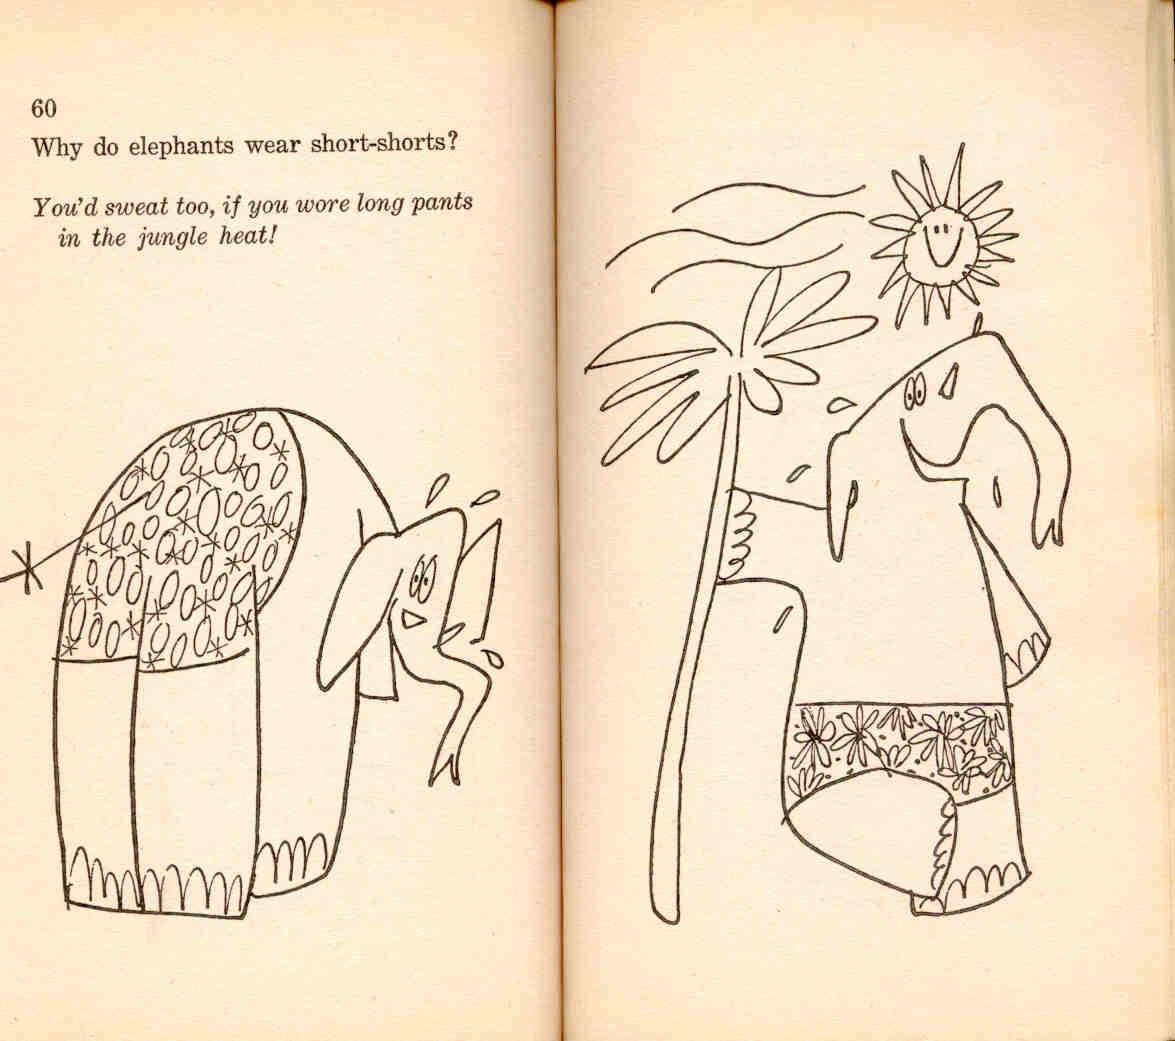 60
Why do elephants wear short-shorts?
You'd sweat too, if you wore long pants
in the jungle heat!